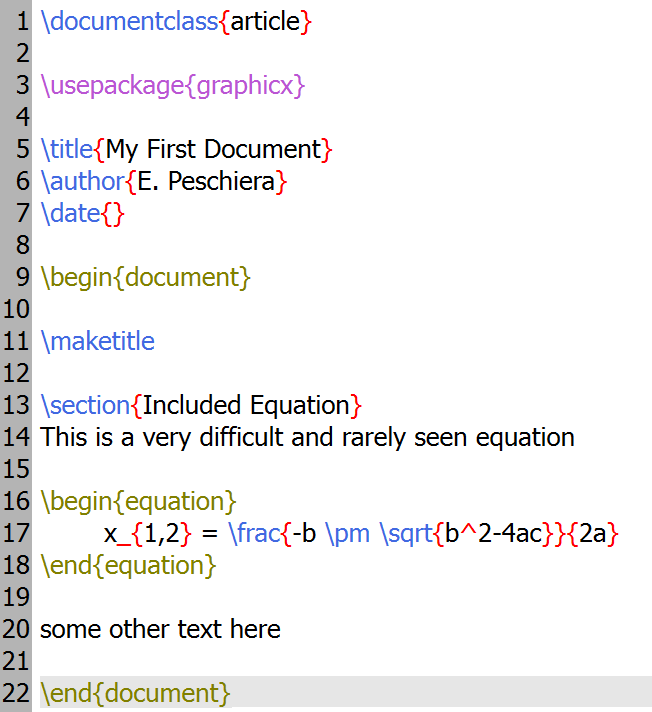 1 \documentclass{article}
2
3 \usepackage{graphicx}
4
5 \title{My First Document}
6 \author{E. Peschiera}
7 \date{}
8
9 \begin{document}
10
11 \maketitle
12
13 \section{Included Equation}
14 This is a very difficult and rarely seen equation
15
16 \begin{equation}
17 x_{1,2} = \frac{-b \pm \sqrt{b^2-4ac}}{2a}
18 \end{equation}
19
20 some other text here
21
22 \end{document}